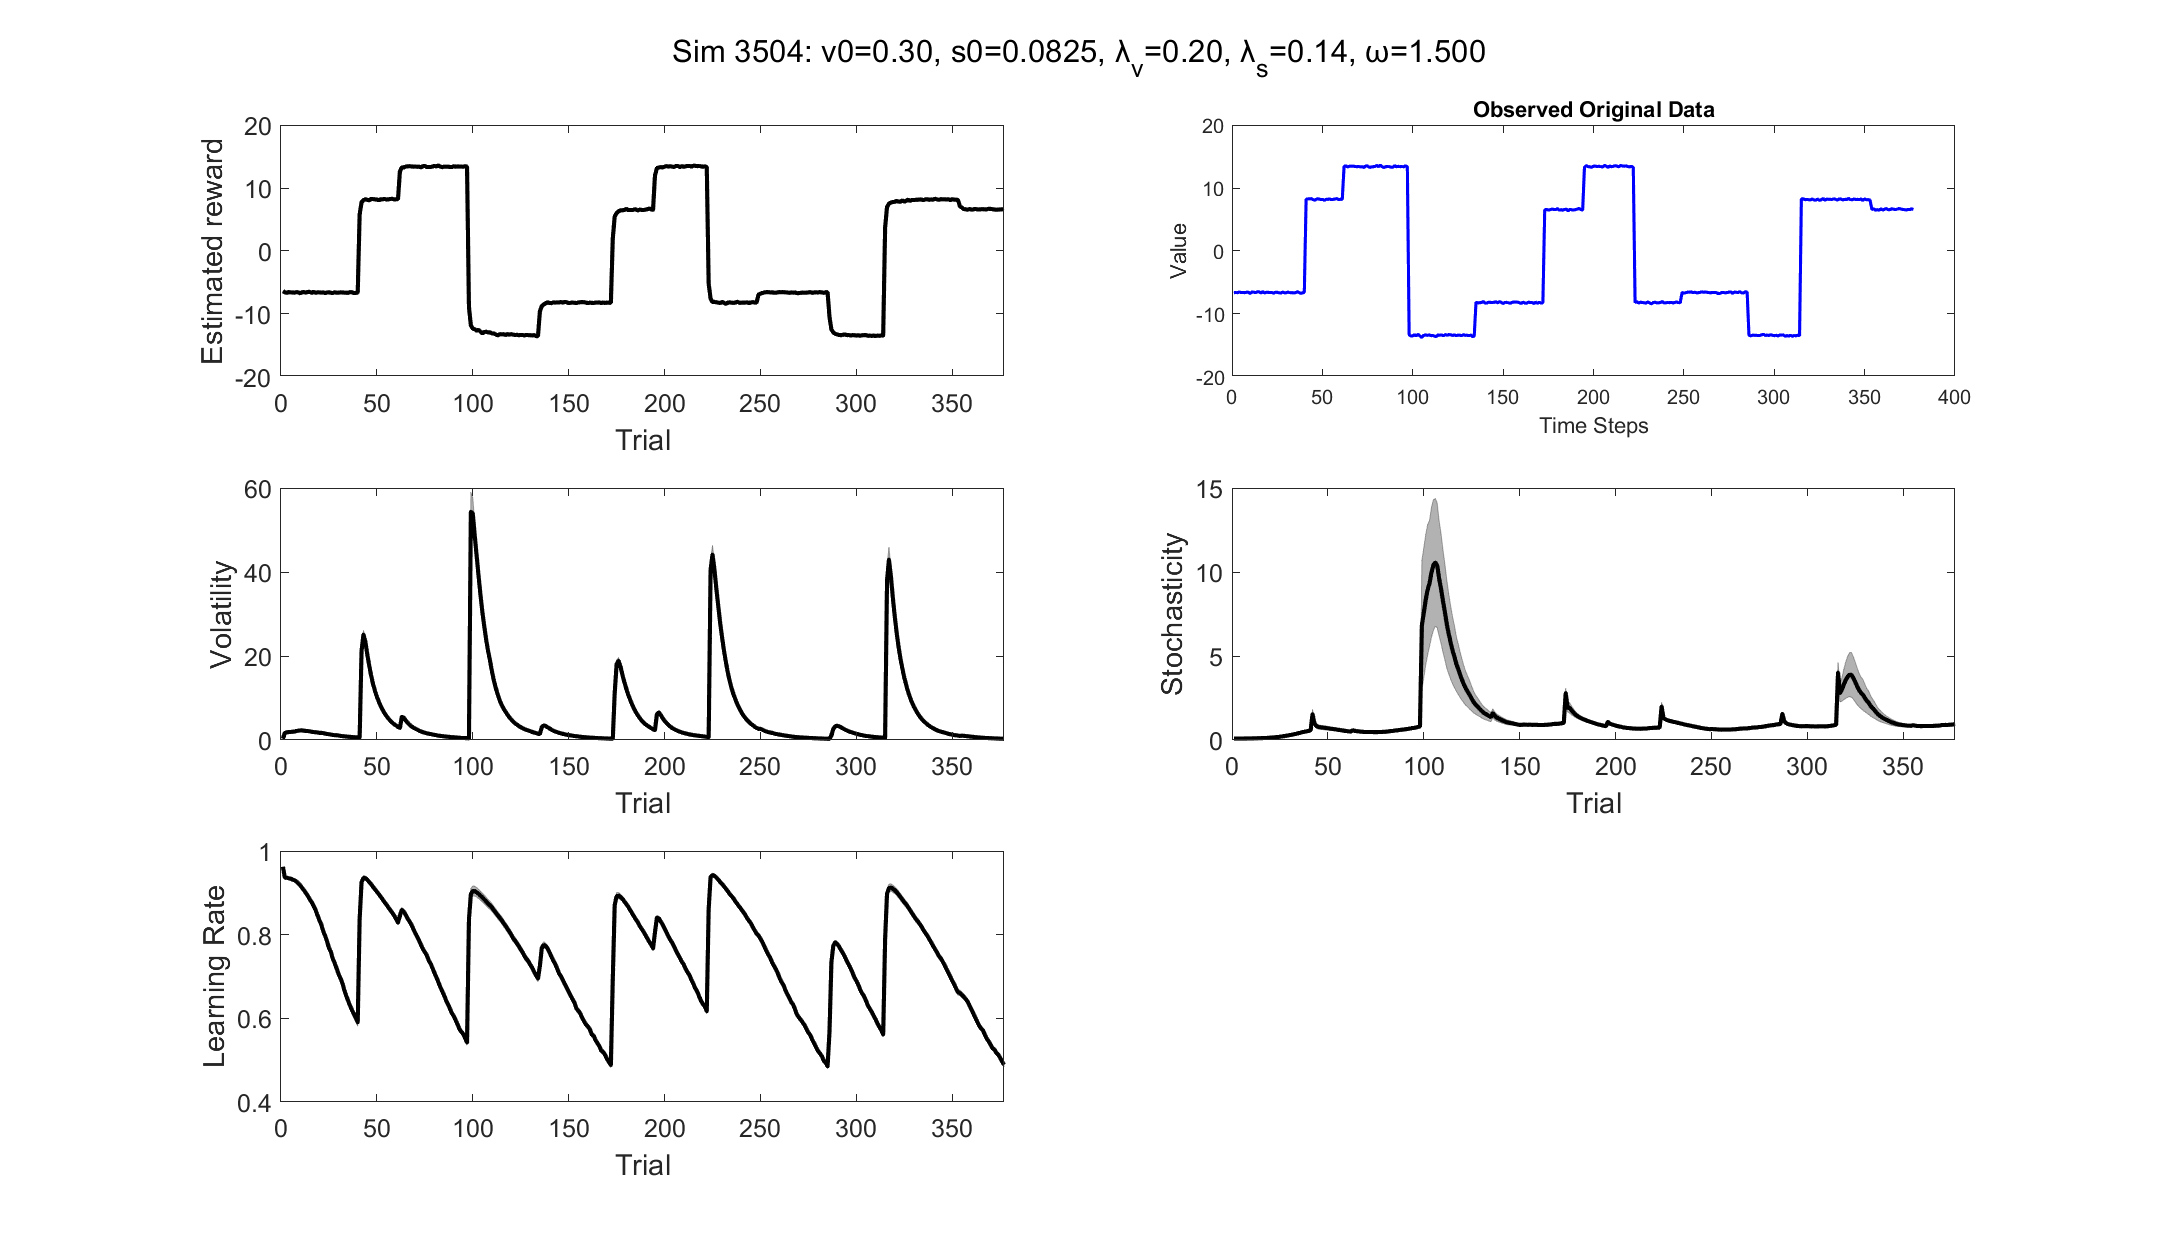 Sim 3504: v0=0.30, s0=0.0825, λv=0.20, λs=0.14, ω=1.500
Estimated reward
20
10
0
-10
-20
0 50 100 150 200 250 300 350
Trial
Observed Original Data
Value
20
10
0
-10
-20
0 50 100 150 200 250 300 350 400
Time Steps
Volatility
60
40
20
0
0 50 100 150 200 250 300 350
Trial
Stochasticity
15
10
5
0
0 50 100 150 200 250 300 350
Trial
Learning Rate
1
0.8
0.6
0.4
0 50 100 150 200 250 300 350
Trial